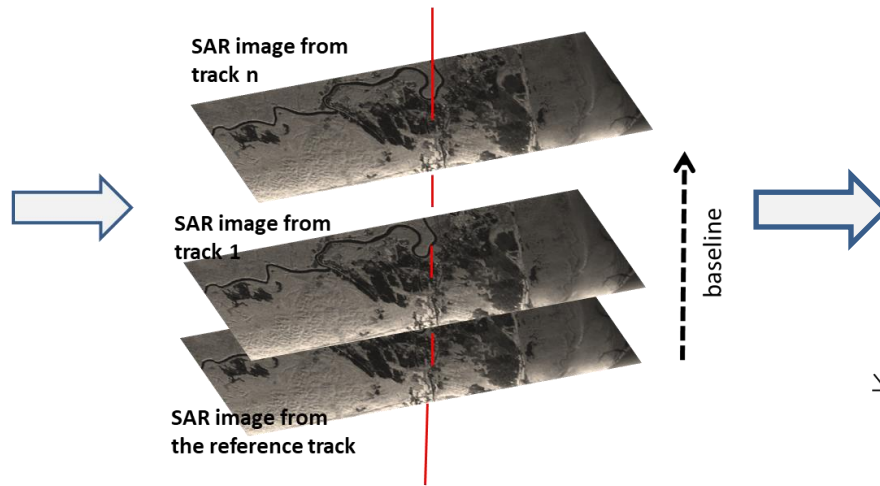 SAR image from
track n
SAR image from
track 1
baseline
SAR image from
the reference track